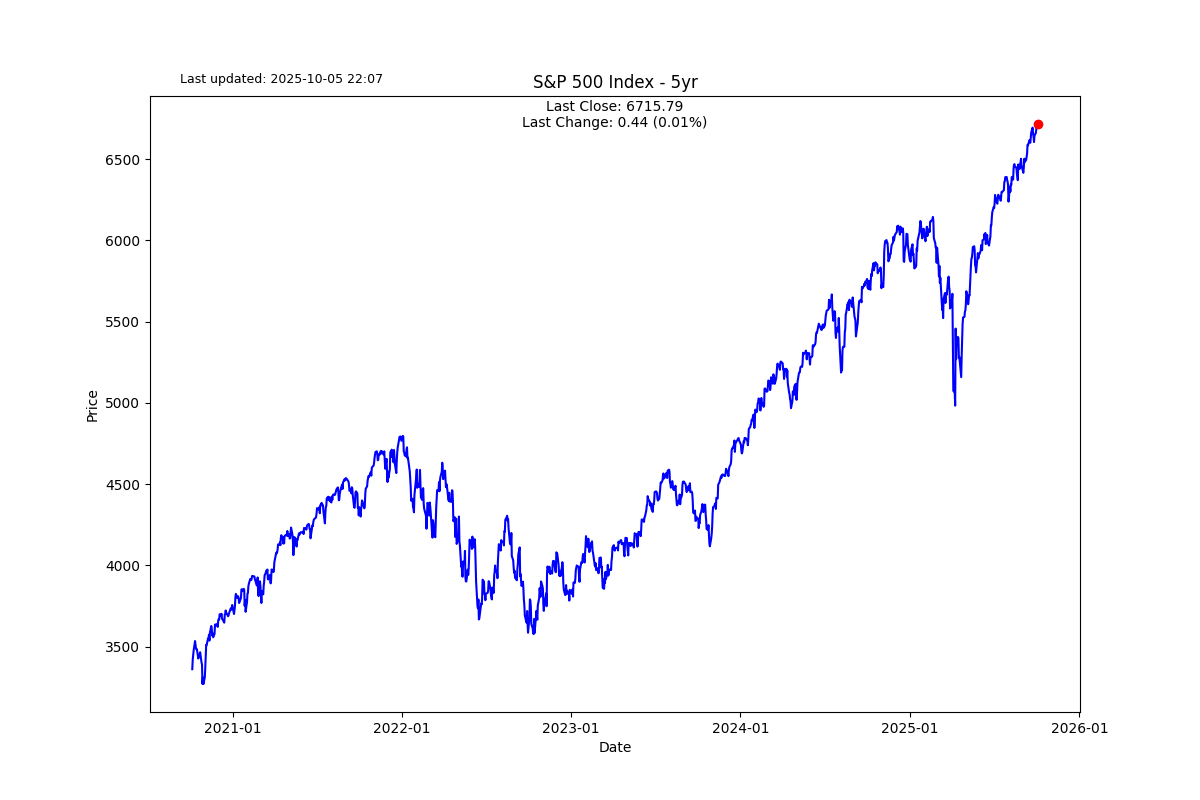 Last updated: 2025-10-05 22:07
S&P 500 Index - 5yr
Last Close: 6715.79
Last Change: 0.44 (0.01%)
6500
6000
5500
5000
4500
4000
3500
Price
2021-01 2022-01 2023-01 2024-01 2025-01 2026-01
Date